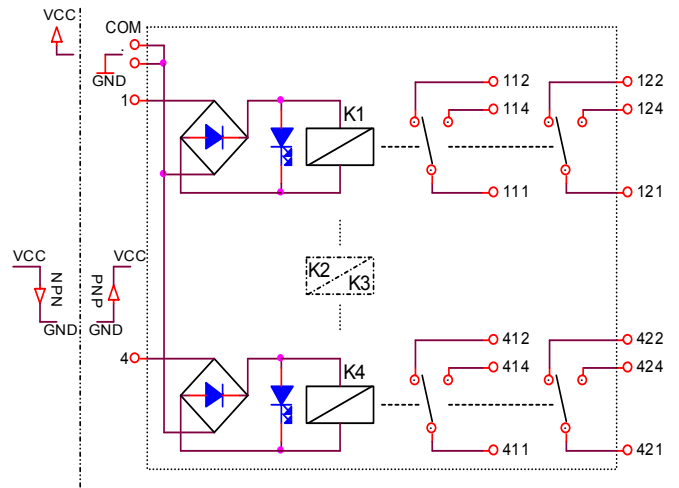 VCC
COM
GND
1
K1
112
114
111
122
124
121
VCC
NPN
GND
VCC
PNP
GND
K2
K3
4
K4
412
414
411
422
424
421